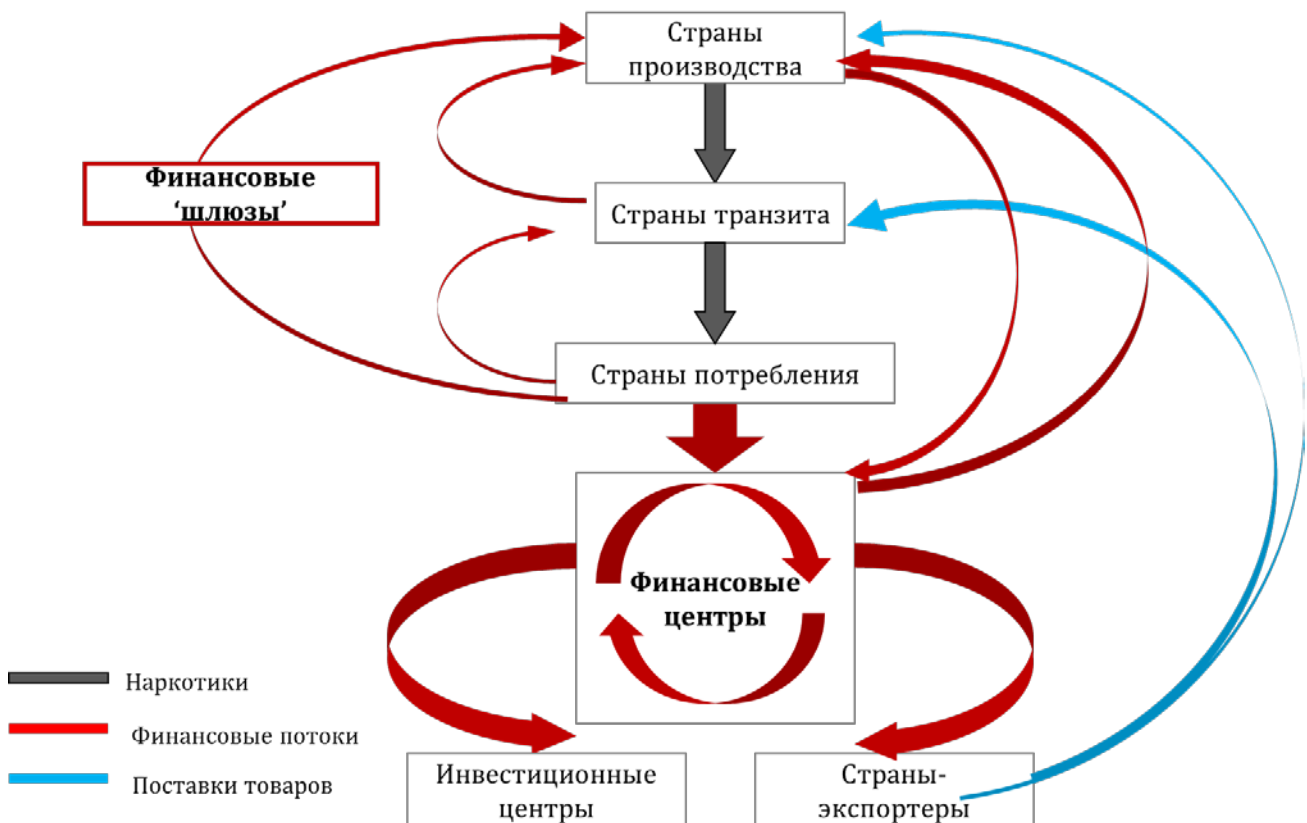 Страны
производства
Финансовые
‘шлюзы’
Страны транзита
Страны потребления
Финансовые
центры
Наркотики
Финансовые потоки
Поставки товаров
Инвестиционные
центры
Страны-
экспортеры